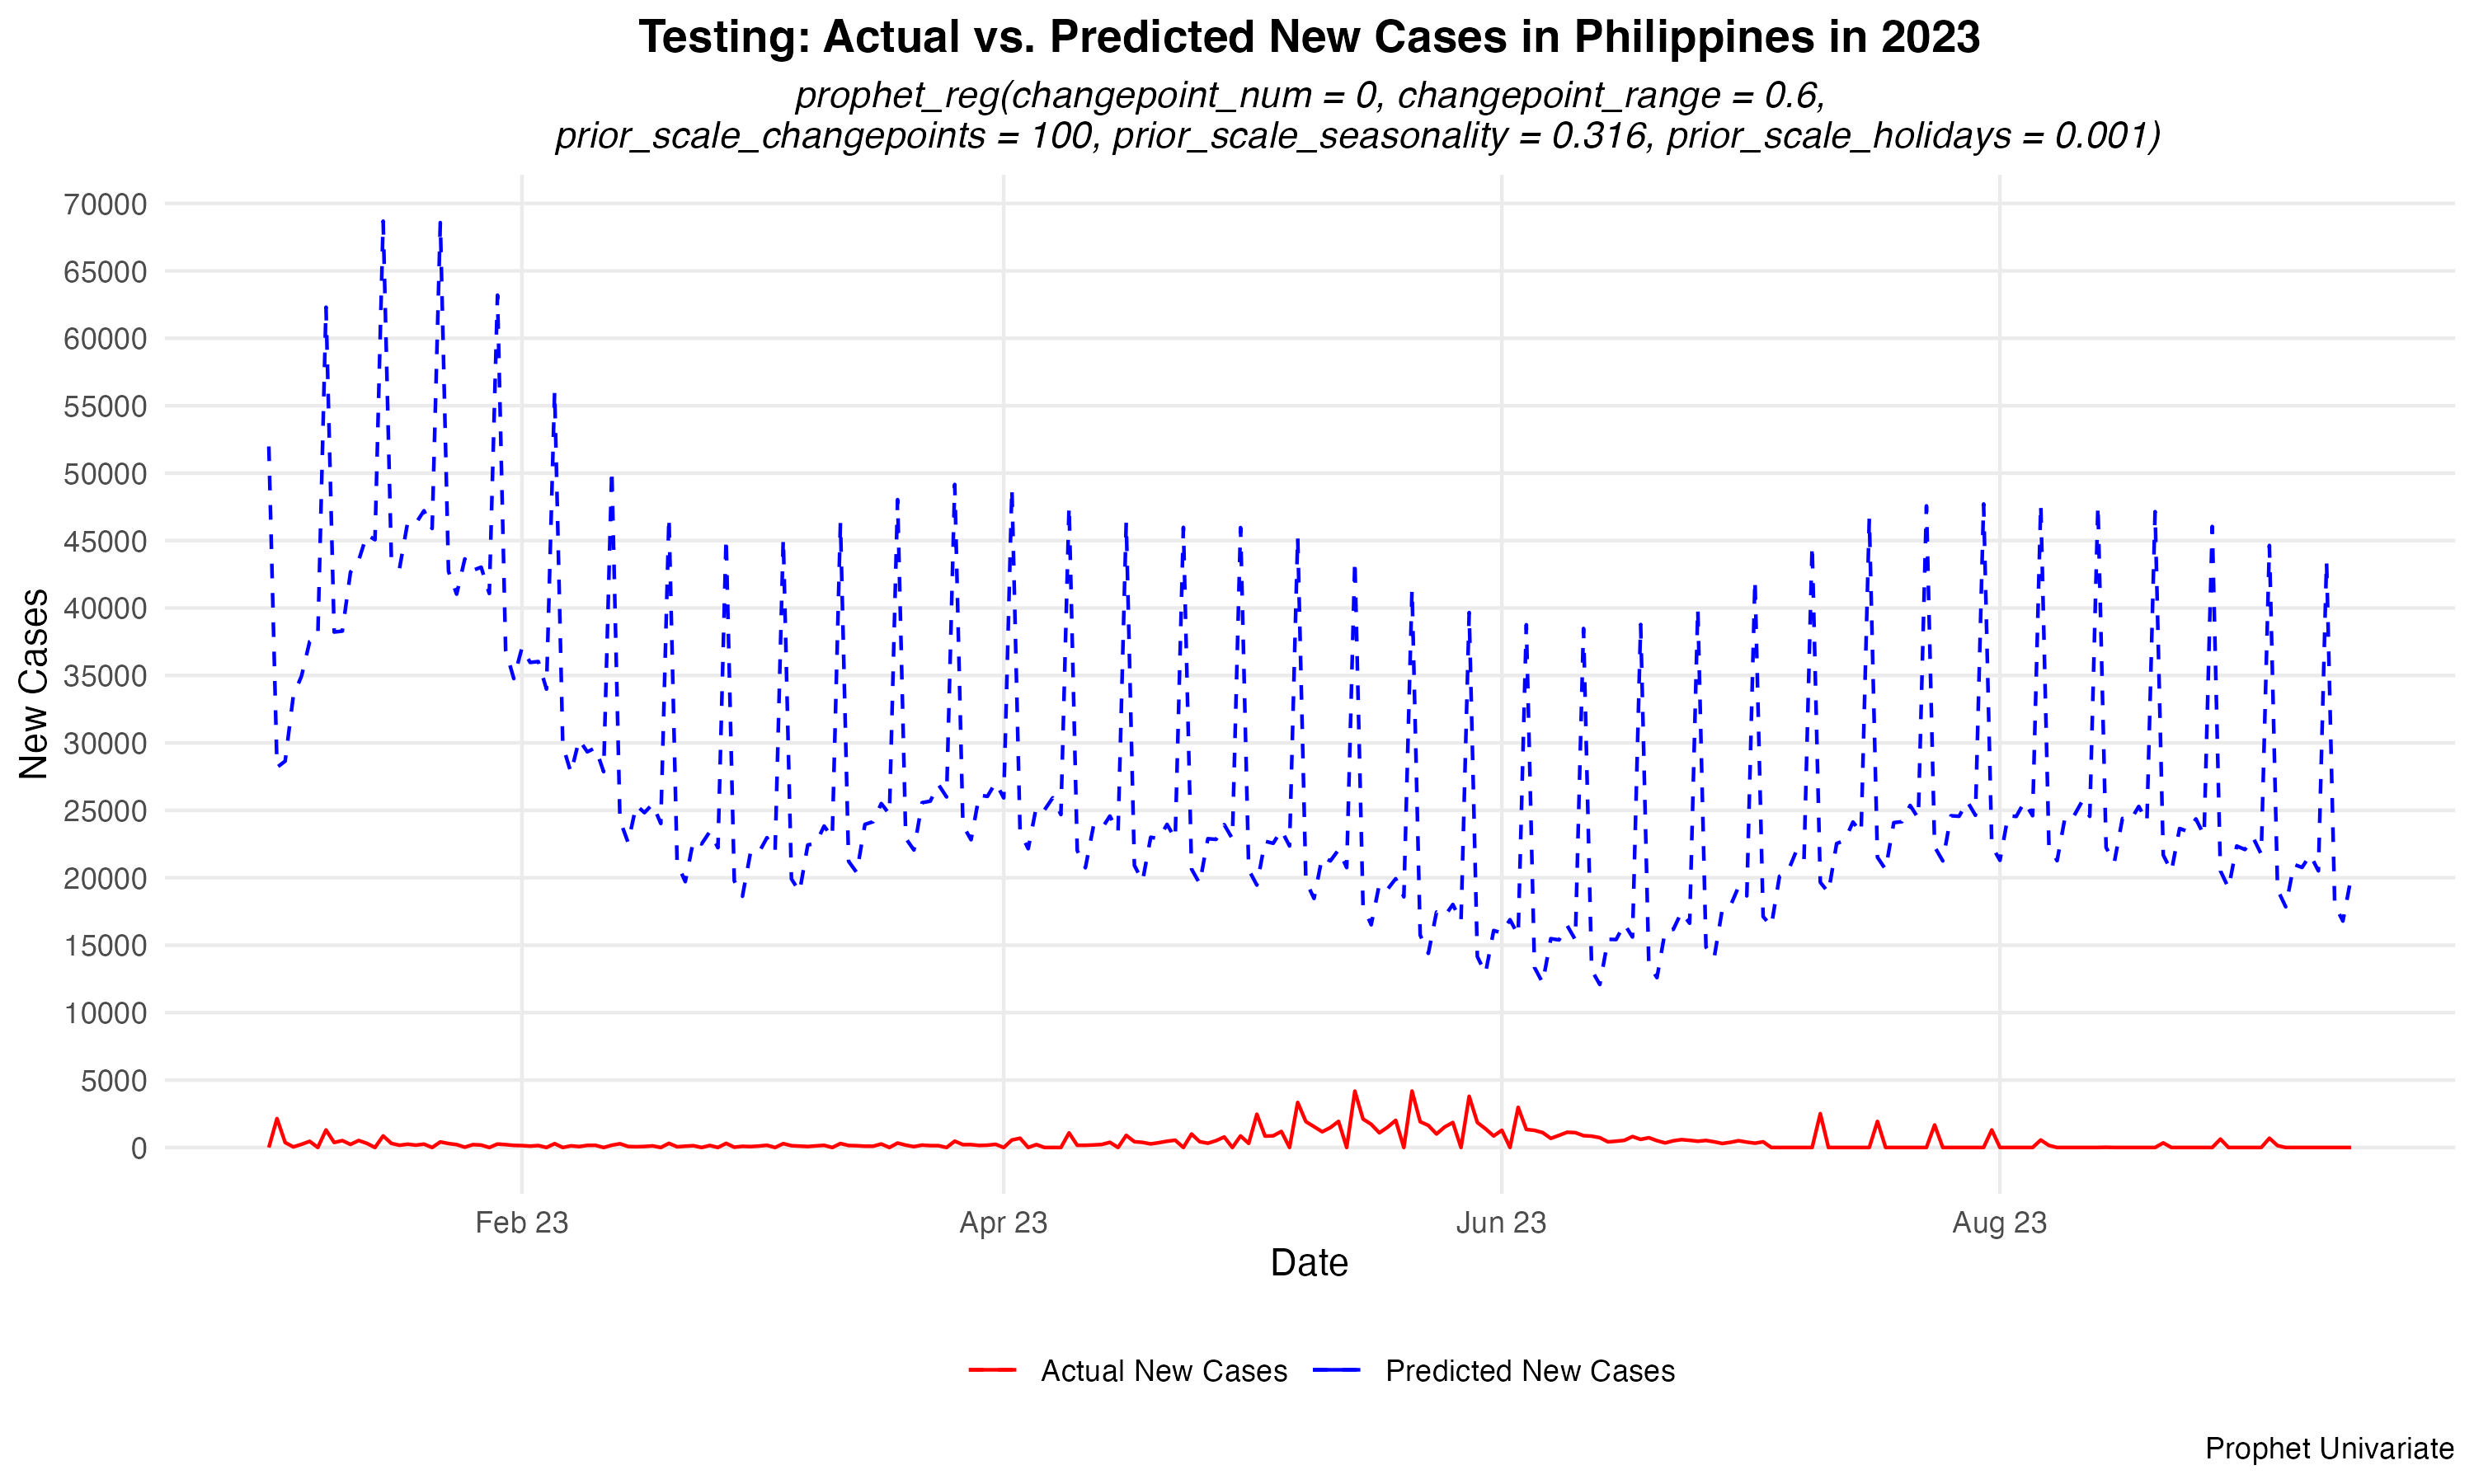 Testing: Actual vs. Predicted New Cases in Philippines in 2023
prophet_reg(changepoint_num = 0, changepoint_range = 0.6,
prior_scale_changepoints = 100, prior_scale_seasonality = 0.316, prior_scale_holidays = 0.001)
New Cases
70000
65000
60000
55000
50000
45000
40000
35000
30000
25000
20000
15000
10000
5000
0
Feb 23
Apr 23
Jun 23
Aug 23
Date
Actual New Cases
Predicted New Cases
Prophet Univariate